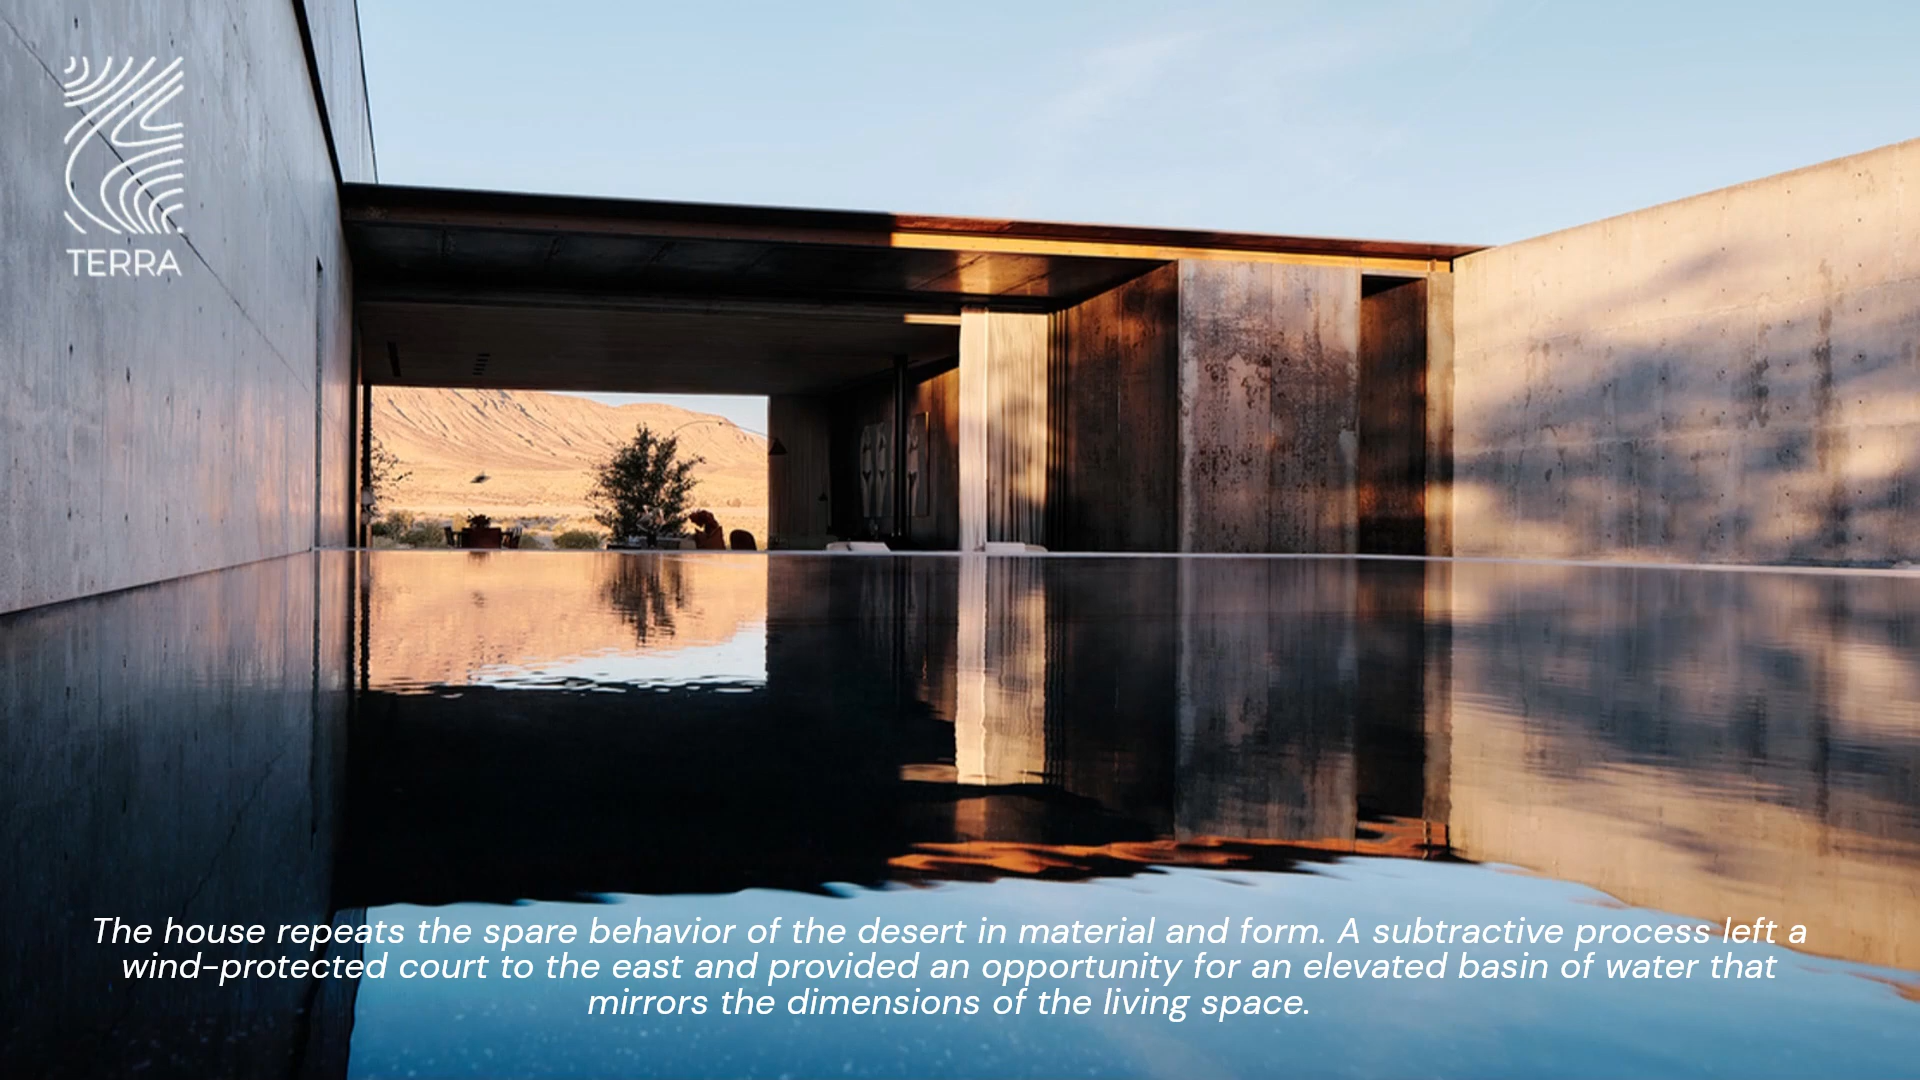 TERRA
The house repeats the spare behavior of the desert in material and form. A subtractive process left a
wind-protected court to the east and provided an opportunity for an elevated basin of water that
mirrors the dimensions of the living space.